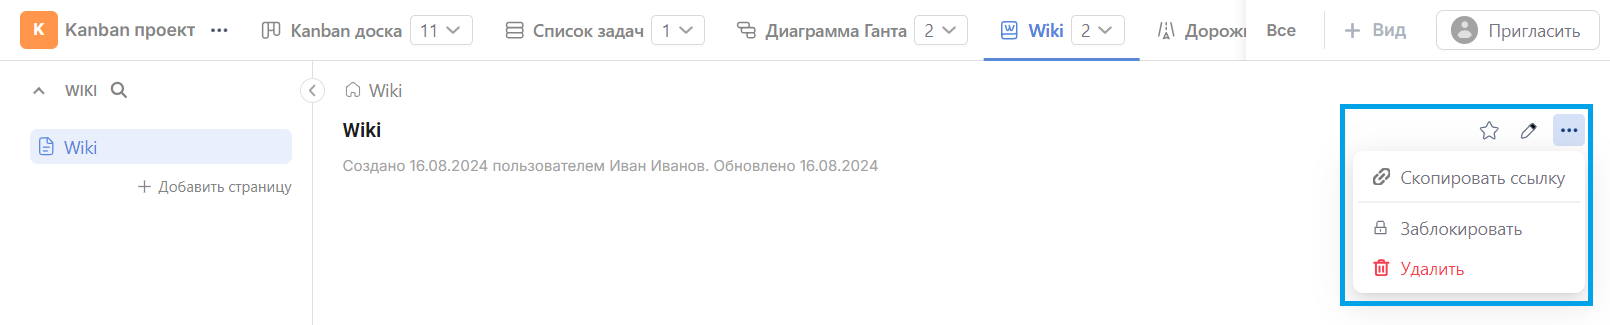 K Kanban проект ••• Kanban доска 11 Список задач 1 Диаграмма Ганта 2 Wiki 2 Все + Вид Пригласить
WIKI
Wiki
+ Добавить страницу
Wiki
Wiki
Создано 16.08.2024 пользователем Иван Иванов. Обновлено 16.08.2024
Скопировать ссылку
Заблокировать
Удалить